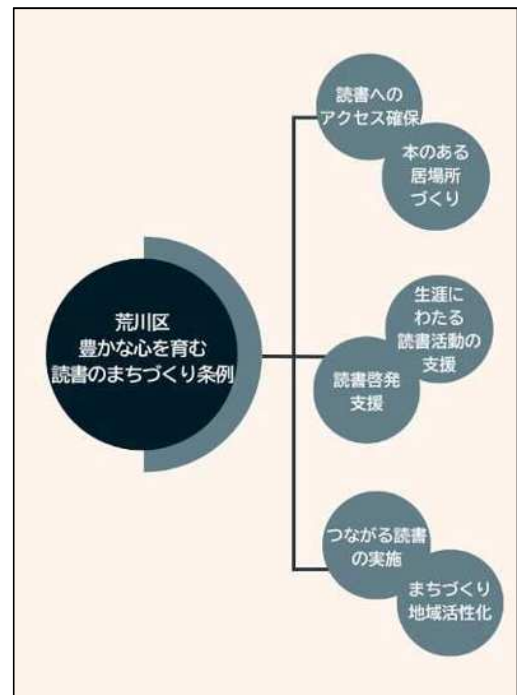 荒川区
豊かな心を育む
読書のまちづくり条例
読書への
アクセス確保
本のある
居場所
づくり
生涯に
わたる
読書活動の
支援
読書啓発
支援
つながる読書
の実施
まちづくり
地域活性化